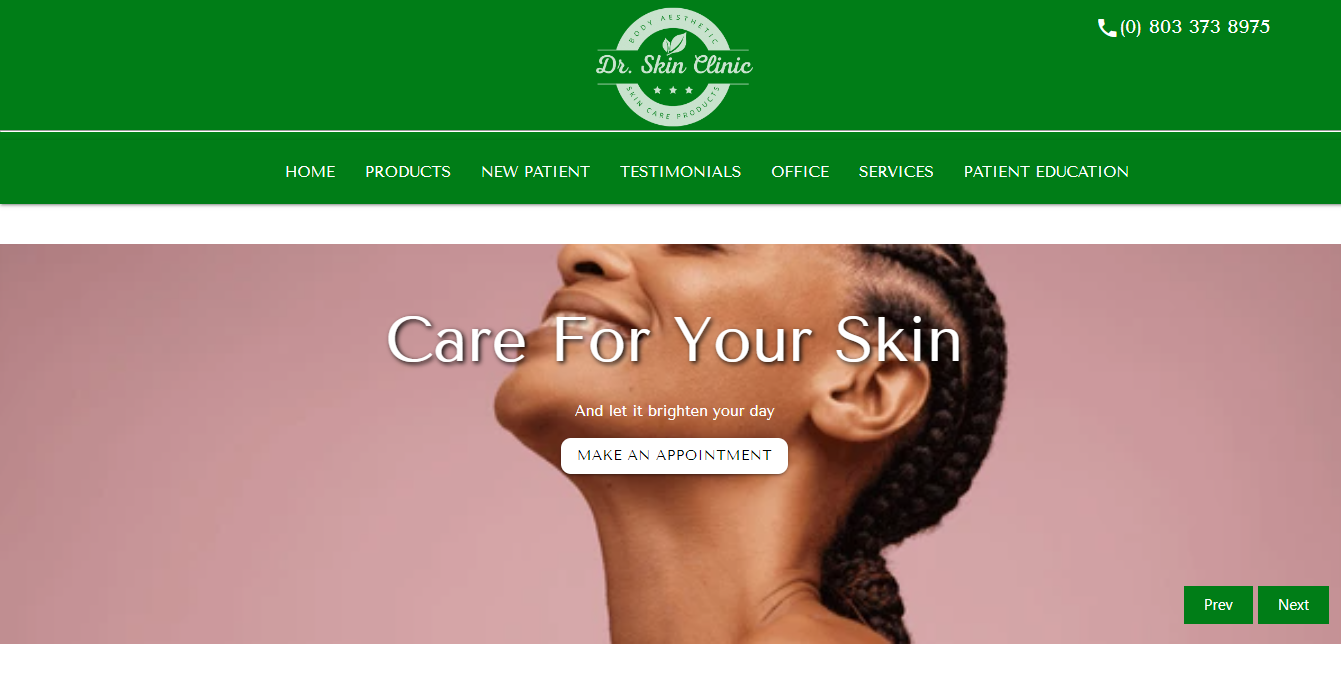 BODY AESTHETIC
Dr. Skin Clinic
SKIN CARE PRODUCTS
(0) 803 373 8975
HOME PRODUCTS NEW PATIENT TESTIMONIALS OFFICE SERVICES PATIENT EDUCATION
Care For Your Skin
And let it brighten your day
MAKE AN APPOINTMENT
Prev Next